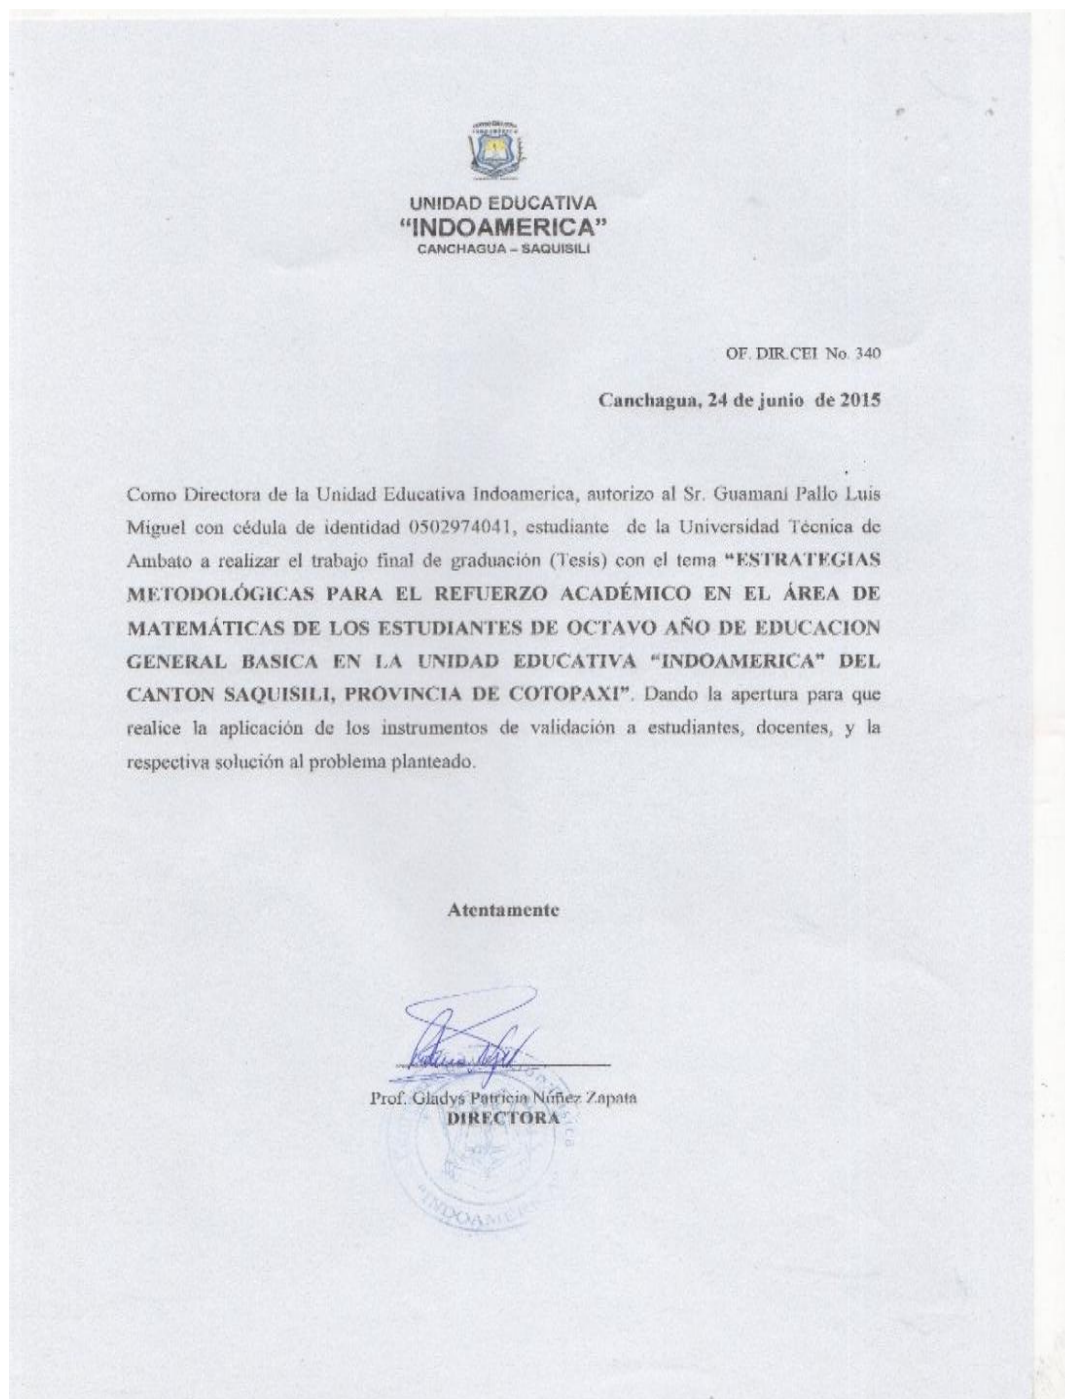 UNIDAD EDUCATIVA
“INDOAMERICA”
CANCHAGUA – SAQUISILI
OF. DIR.CEI No. 340
Canchagua, 24 de junio de 2015
Como Directora de la Unidad Educativa Indoamerica, autorizo al Sr. Guamani Pallo Luis
Miguel con cédula de identidad 0502974041, estudiante de la Universidad Técnica de
Ambato a realizar el trabajo final de graduación (Tesis) con el tema “ESTRATEGIAS
METODOLÓGICAS PARA EL REFUERZO ACADÉMICO EN EL ÁREA DE
MATEMÁTICAS DE LOS ESTUDIANTES DE OCTAVO AÑO DE EDUCACION
GENERAL BASICA EN LA UNIDAD EDUCATIVA “INDOAMERICA” DEL
CANTON SAQUISILI, PROVINCIA DE COTOPAXI”. Dando la apertura para que
realice la aplicación de los instrumentos de validación a estudiantes, docentes, y la
respectiva solución al problema planteado.
Atentamente
Prof. Gladys Patricia Núñez Zapata
DIRECTORA
“INDOAMERICA”